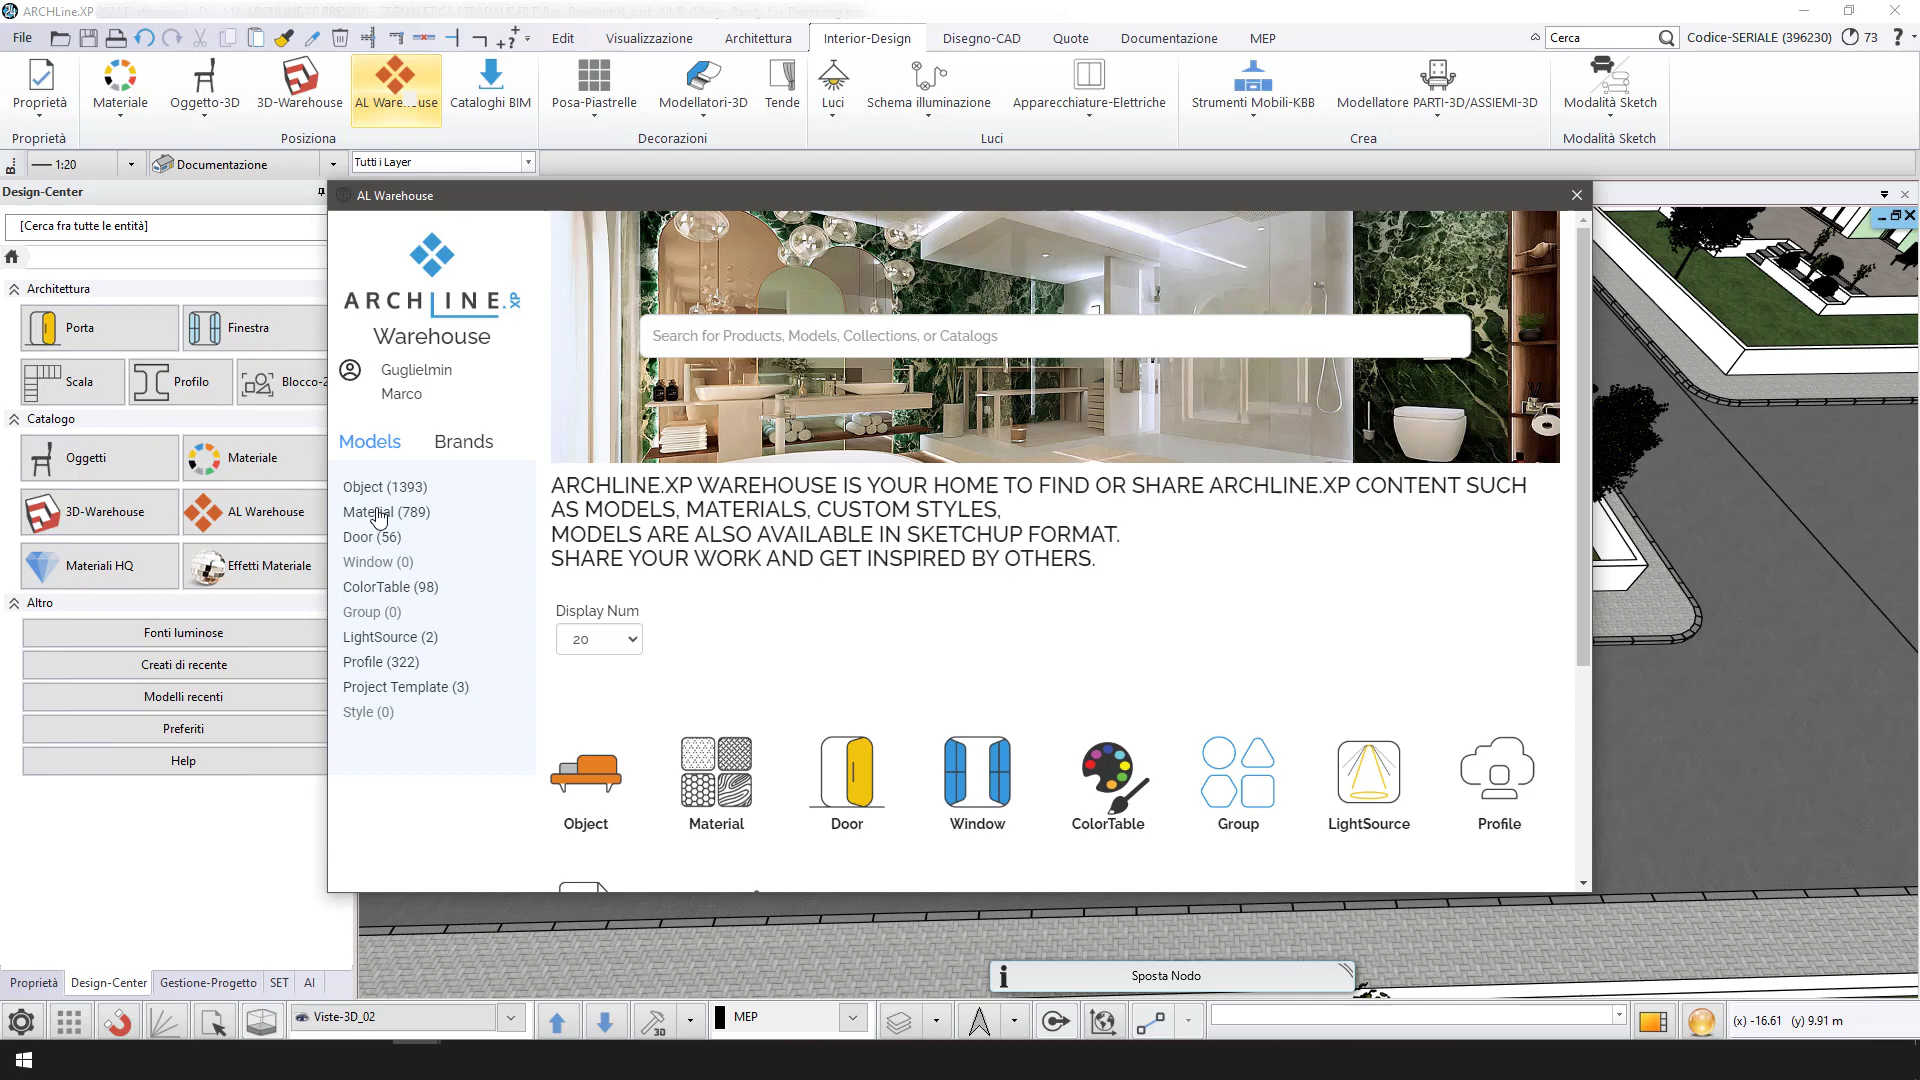 ARCHLine.XP
File
Edit
Visualizzazione
Architettura
Interior-Design
Disegno-CAD
Quote
Documentazione
MEP
Cerca
Codice-SERIALE (396230)
73
?
Proprietà
Materiale
Oggetto-3D
3D-Warehouse
AL Warehouse
Cataloghi BIM
Posa-Piastrelle
Modellatori-3D
Tende
Luci
Schema illuminazione
Apparecchiature-Elettriche
Strumenti Mobili-KBB
Modellatore PARTI-3D/ASSIEMI-3D
Modalità Sketch
Proprietà
Posiziona
Decorazioni
Luci
Crea
Modalità Sketch
B...
1:20
Documentazione
Tutti i Layer
Design-Center
[Cerca fra tutte le entità]
Architettura
Porta
Finestra
Scala
Profilo
Blocco-2
Catalogo
Oggetti
Materiale
3D-Warehouse
AL Warehouse
Materiali HQ
Effetti Materiale
Altro
Fonti luminose
Creati di recente
Modelli recenti
Preferiti
Help
AL Warehouse
ARCHLINE.XP
Warehouse
Guglielmin
Marco
Models
Brands
Object (1393)
Material (789)
Door (56)
Window (0)
ColorTable (98)
Group (0)
LightSource (2)
Profile (322)
Project Template (3)
Style (0)
Search for Products, Models, Collections, or Catalogs
ARCHLINE.XP WAREHOUSE IS YOUR HOME TO FIND OR SHARE ARCHLINE.XP CONTENT SUCH
AS MODELS, MATERIALS, CUSTOM STYLES,
MODELS ARE ALSO AVAILABLE IN SKETCHUP FORMAT.
SHARE YOUR WORK AND GET INSPIRED BY OTHERS.
Display Num
20
Object
Material
Door
Window
ColorTable
Group
LightSource
Profile
Sposta Nodo
Proprietà
Design-Center
Gestione-Progetto
SET
AI
Viste-3D_02
3D
MEP
(x) -16.61
(y) 9.91 m